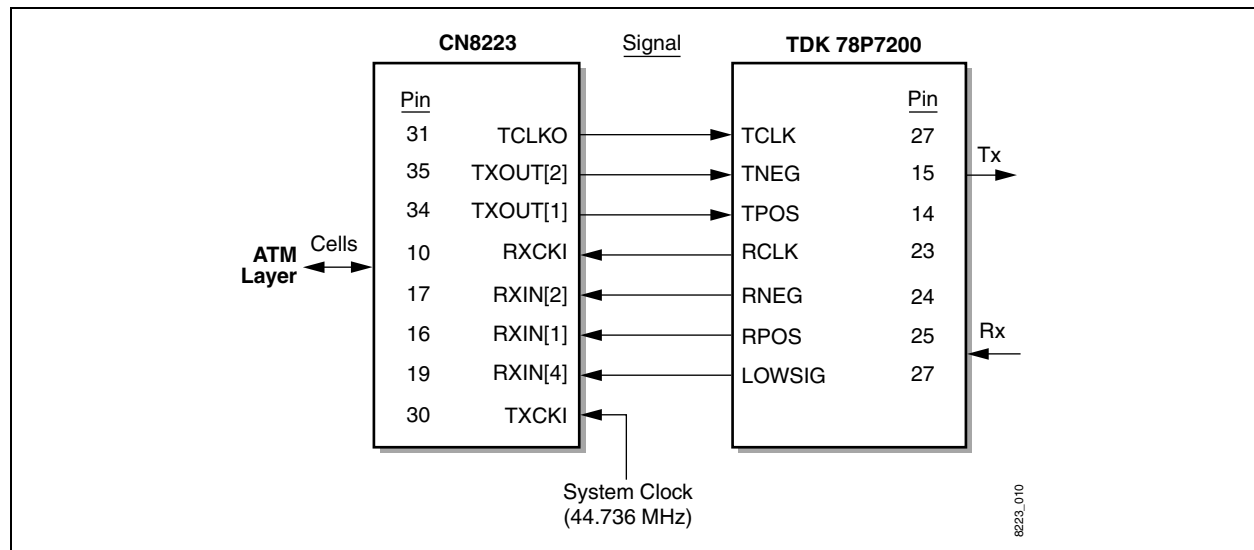 CN8223 Signal TDK 78P7200
Pin Pin
31 TCLKO TCLK 27
35 TXOUT[2] TNEG 15 Tx
34 TXOUT[1] TPOS 14
ATM Layer Cells 10 RXCKI RCLK 23
17 RXIN[2] RNEG 24
16 RXIN[1] RPOS 25 Rx
19 RXIN[4] LOWSIG 27
30 TXCKI
System Clock
(44.736 MHz)
8223_010